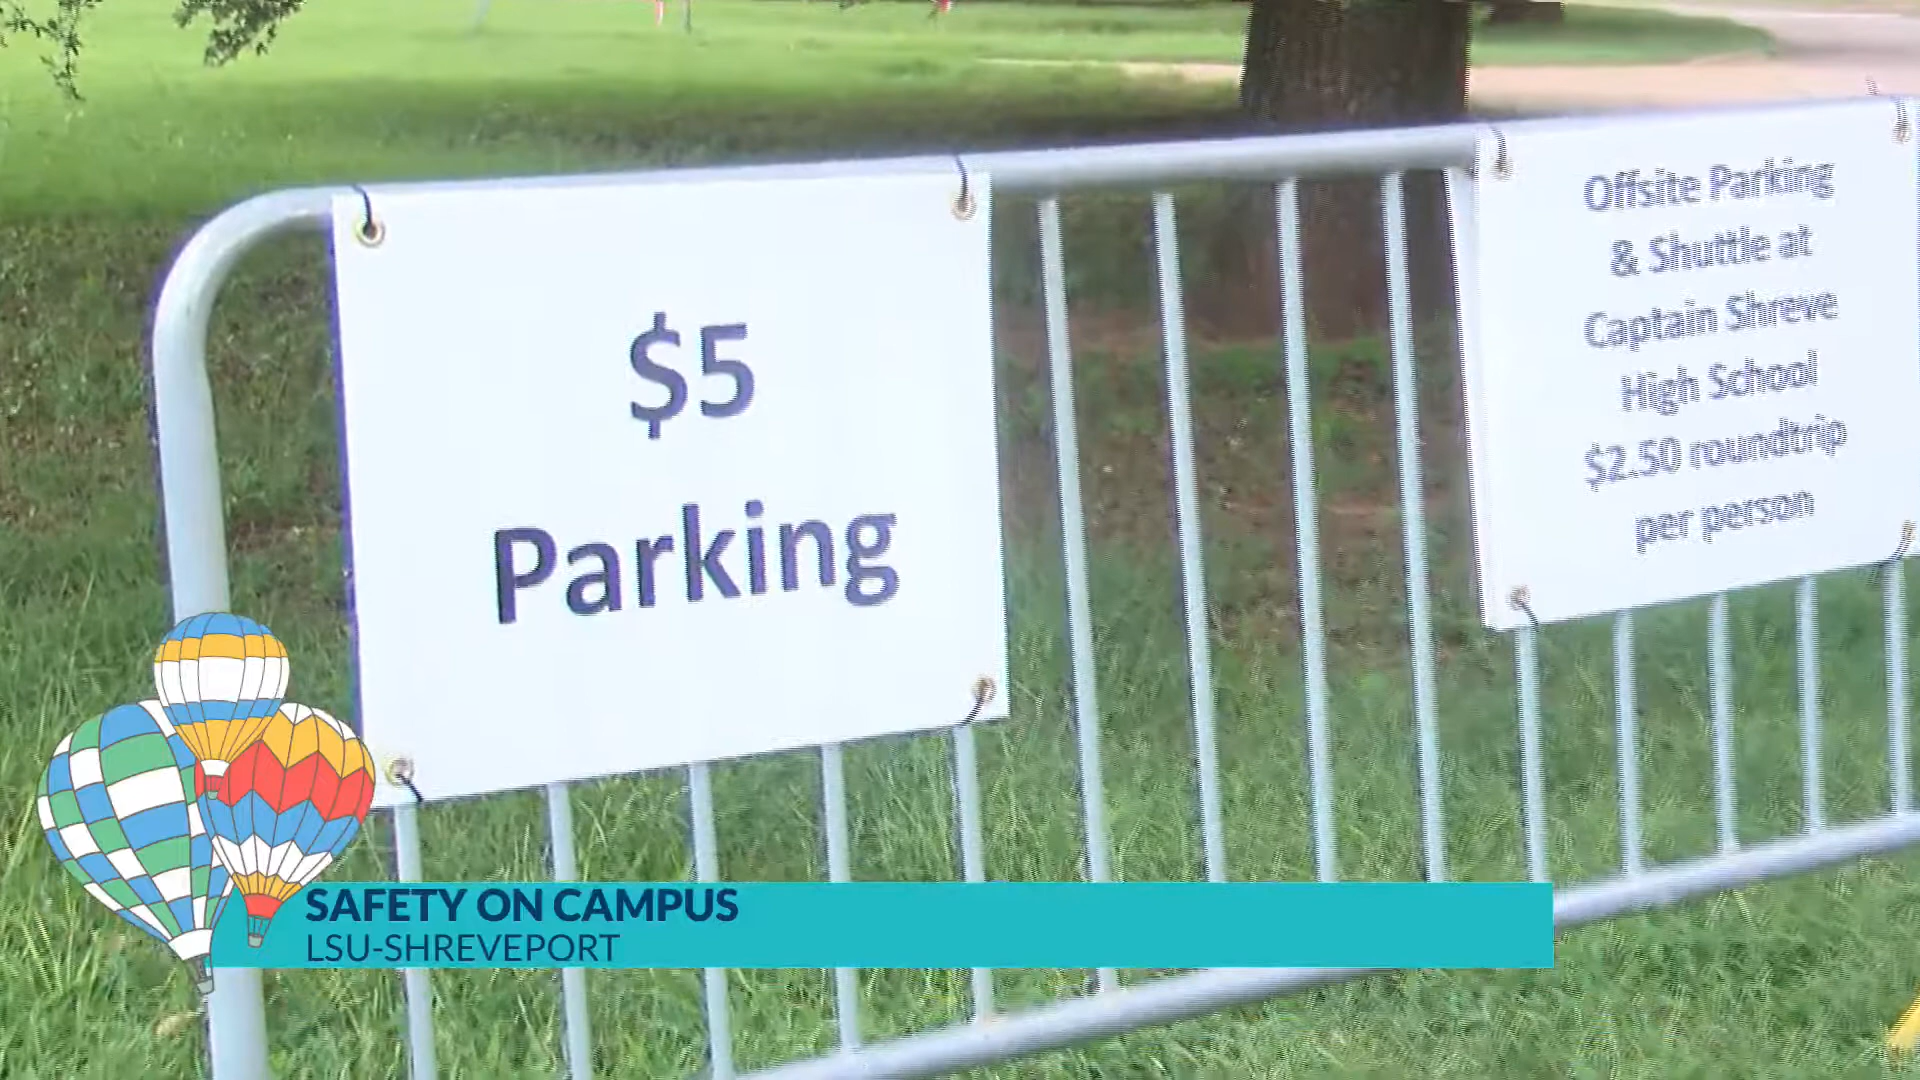 $5
Parking
Offsite Parking
& Shuttle at
Captain Shreve
High School
$2.50 roundtrip
per person
SAFETY ON CAMPUS
LSU-SHREVEPORT